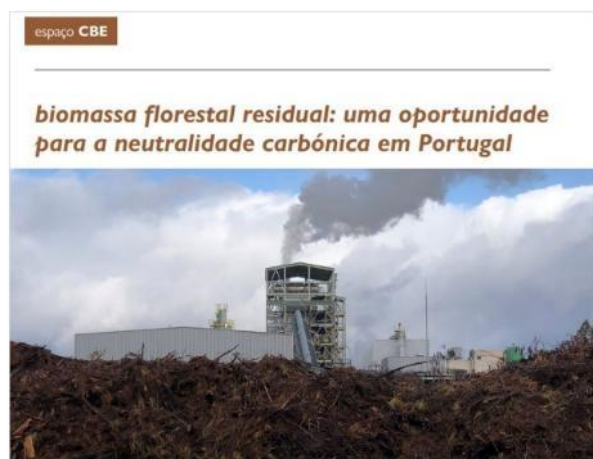 espaço CBE
biomassa florestal residual: uma oportunidade
para a neutralidade carbónica em Portugal